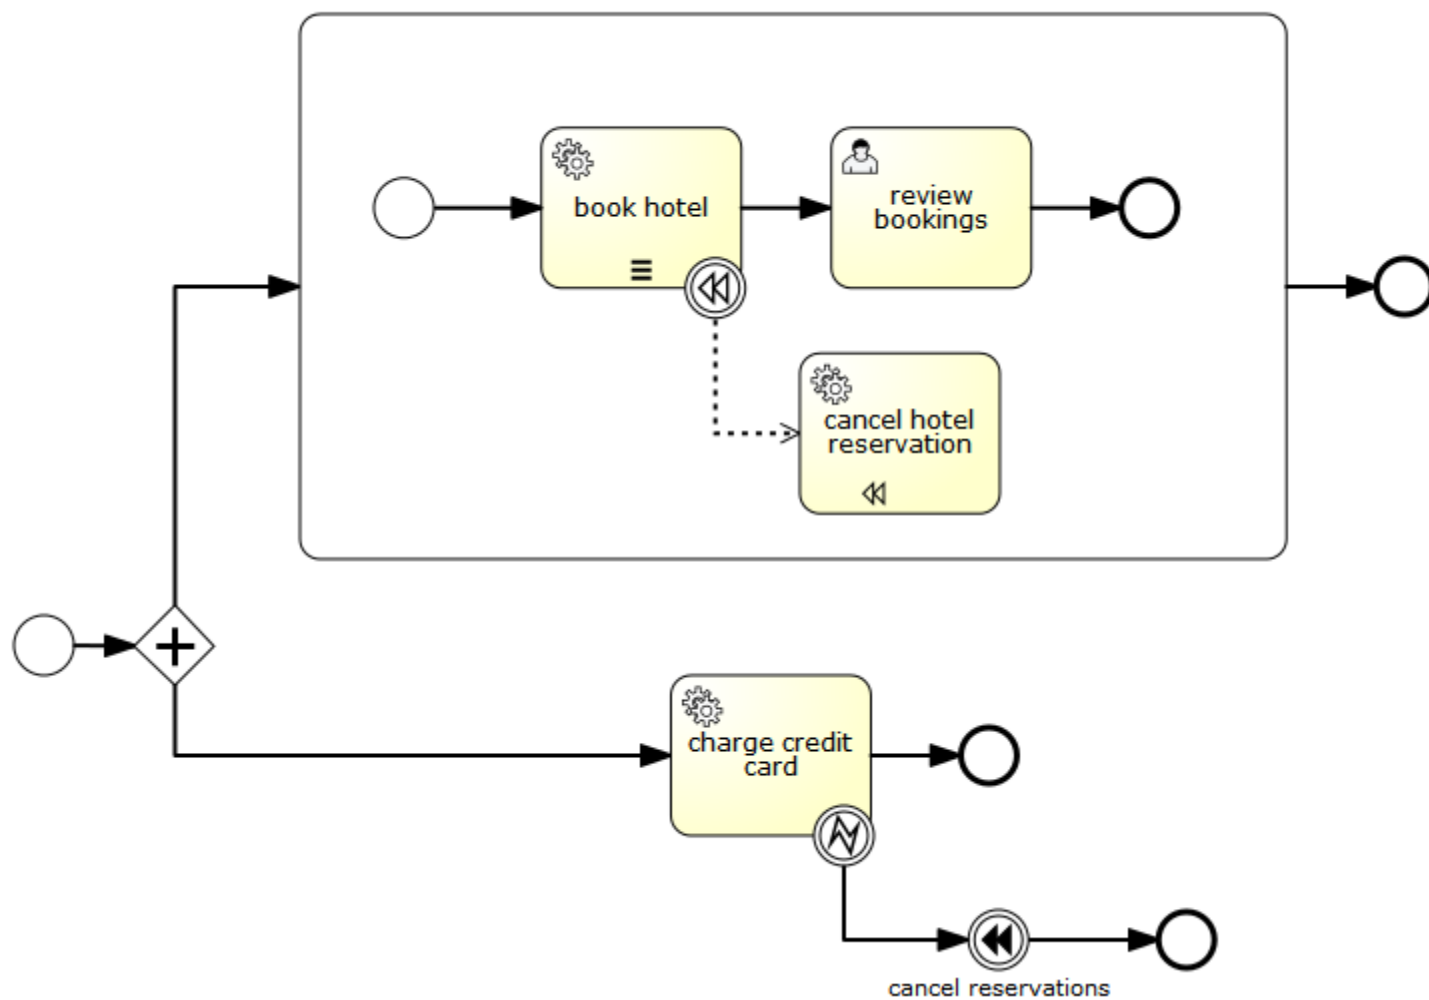 book hotel
review
bookings
cancel hotel
reservation
charge credit
card
cancel reservations